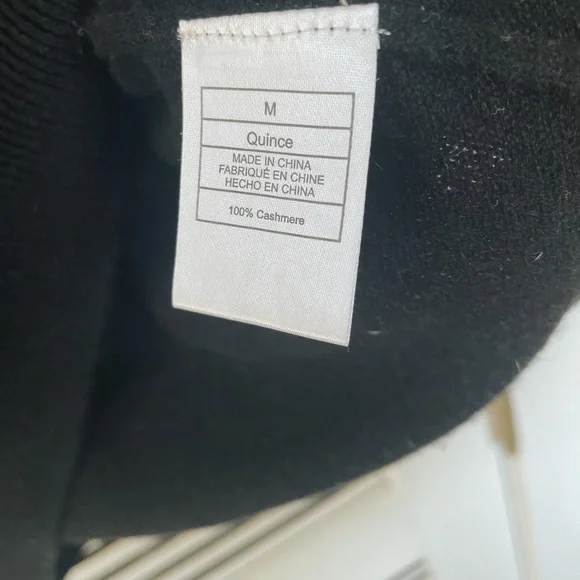 M
Quince
MADE IN CHINA
FABRIQUÉ EN CHINE
HECHO EN CHINA
100% Cashmere